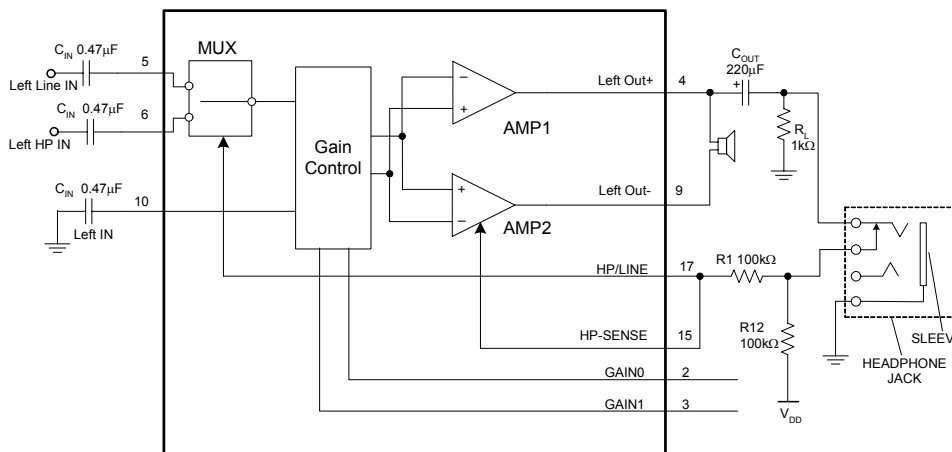 MUX
C_IN 0.47µF
5
Left Line IN
C_IN 0.47µF
6
Left HP IN
C_IN 0.47µF
10
Left IN
Gain
Control
−
+
AMP1
+
−
AMP2
Left Out+
4
Left Out-
9
C_OUT
220µF
+
R_L
1kΩ
HP/LINE
17
R1 100kΩ
HP-SENSE
15
R12
100kΩ
V_DD
GAIN0
2
GAIN1
3
SLEEV
HEADPHONE
JACK